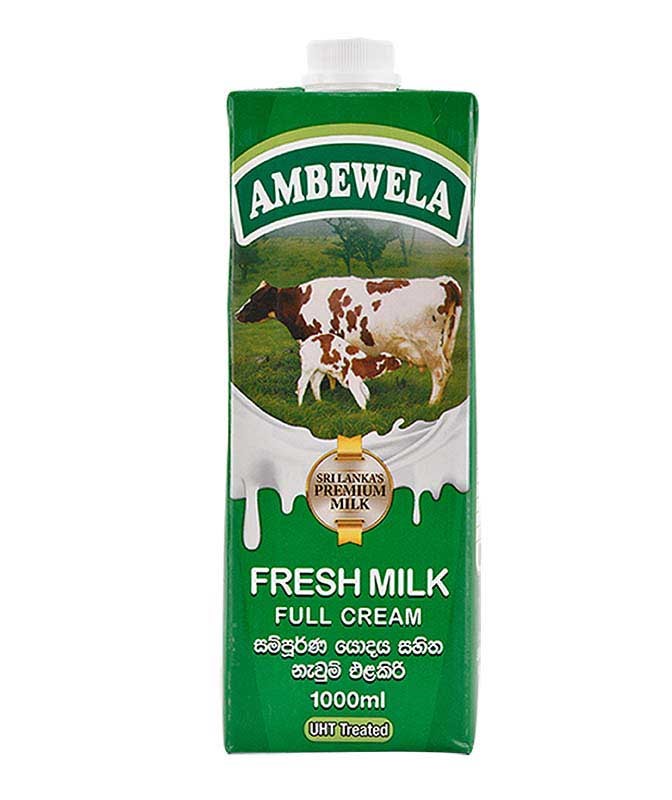 AMBEWELA
SRI LANKA'S
PREMIUM
MILK
FRESH MILK
FULL CREAM
සම්පූර්ණ යොදය සහිත
නැවුම් එළකිරි
1000ml
UHT Treated